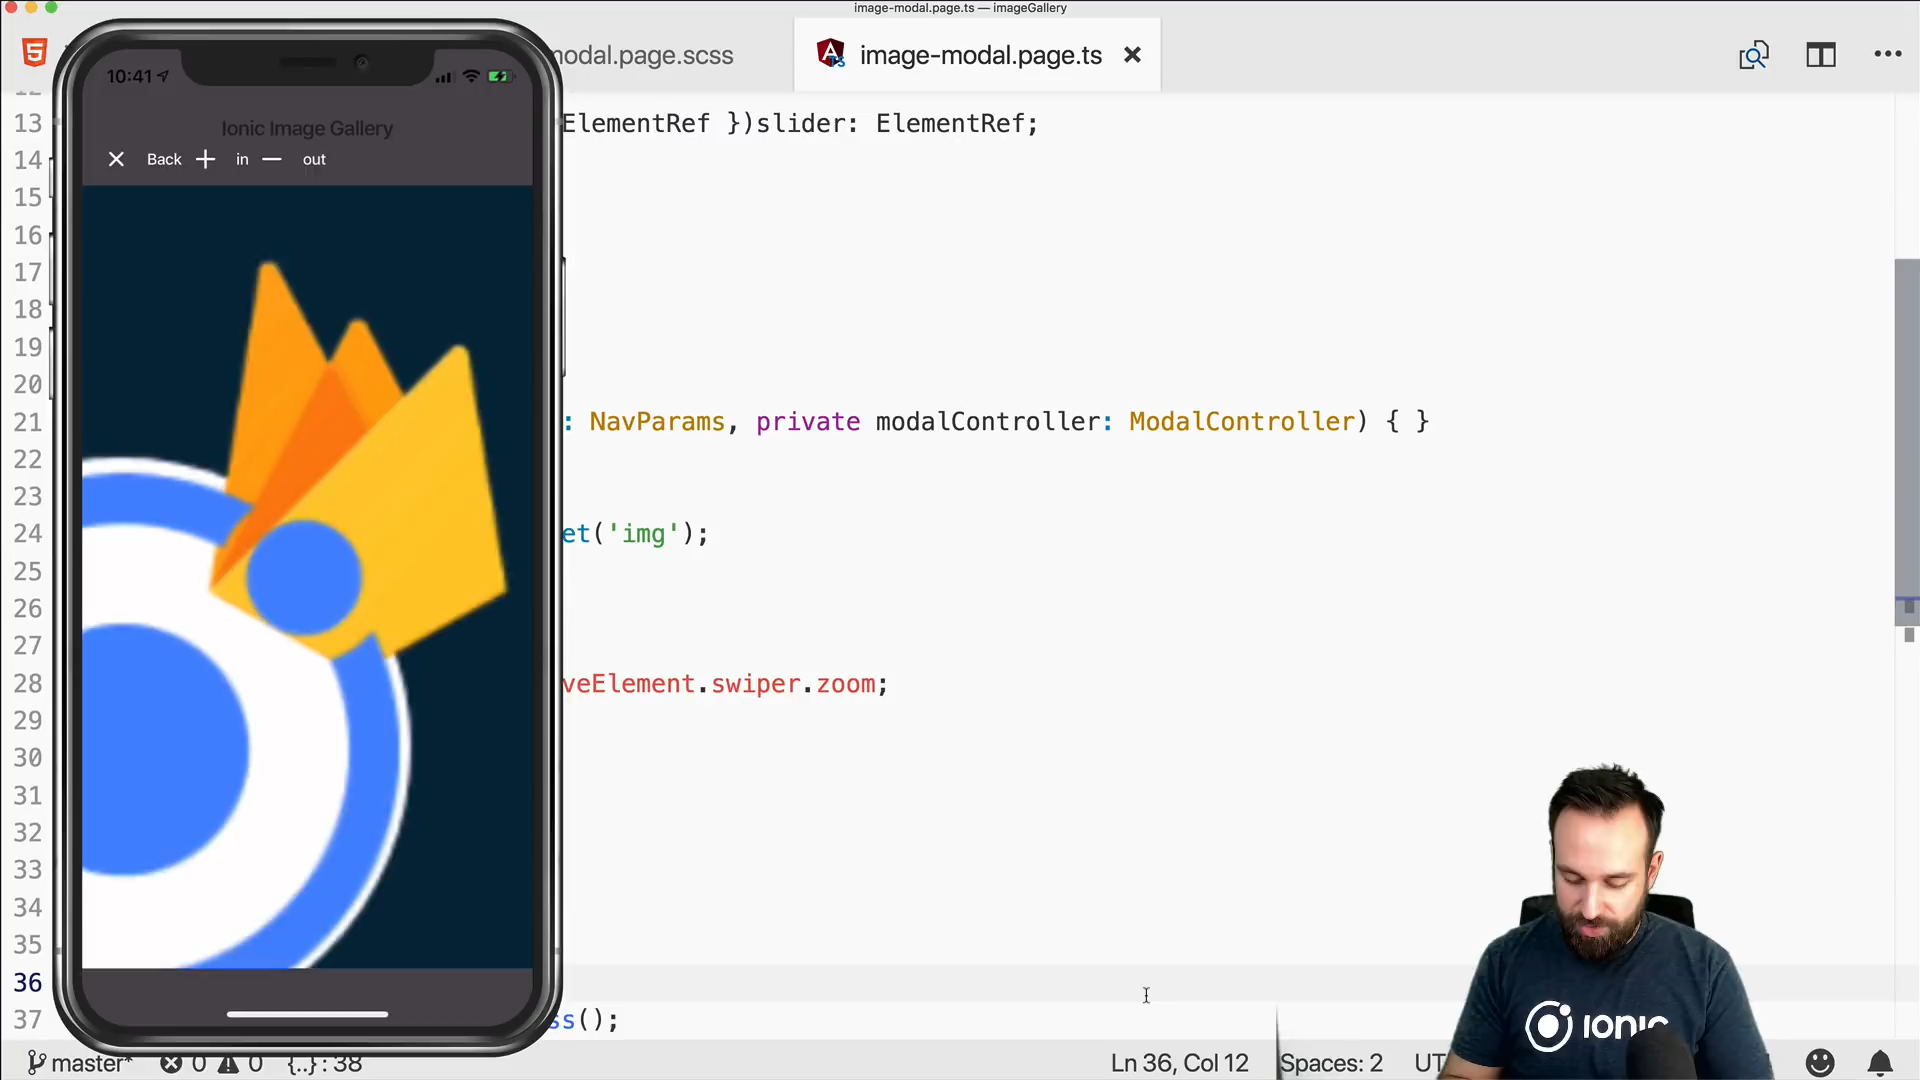 image-modal.page.ts — imageGallery
modal.page.scss
image-modal.page.ts
10:41
Ionic Image Gallery
Back in out
13 ElementRef })slider: ElementRef;
14
15
16
17
18
19
20
21 : NavParams, private modalController: ModalController) { }
22
23
24 et('img');
25
26
27
28 veElement.swiper.zoom;
29
30
31
32
33
34
35
36
37 ss();
master* 0 0 {..} : 38 Ln 36, Col 12 Spaces: 2 UT
IONIC